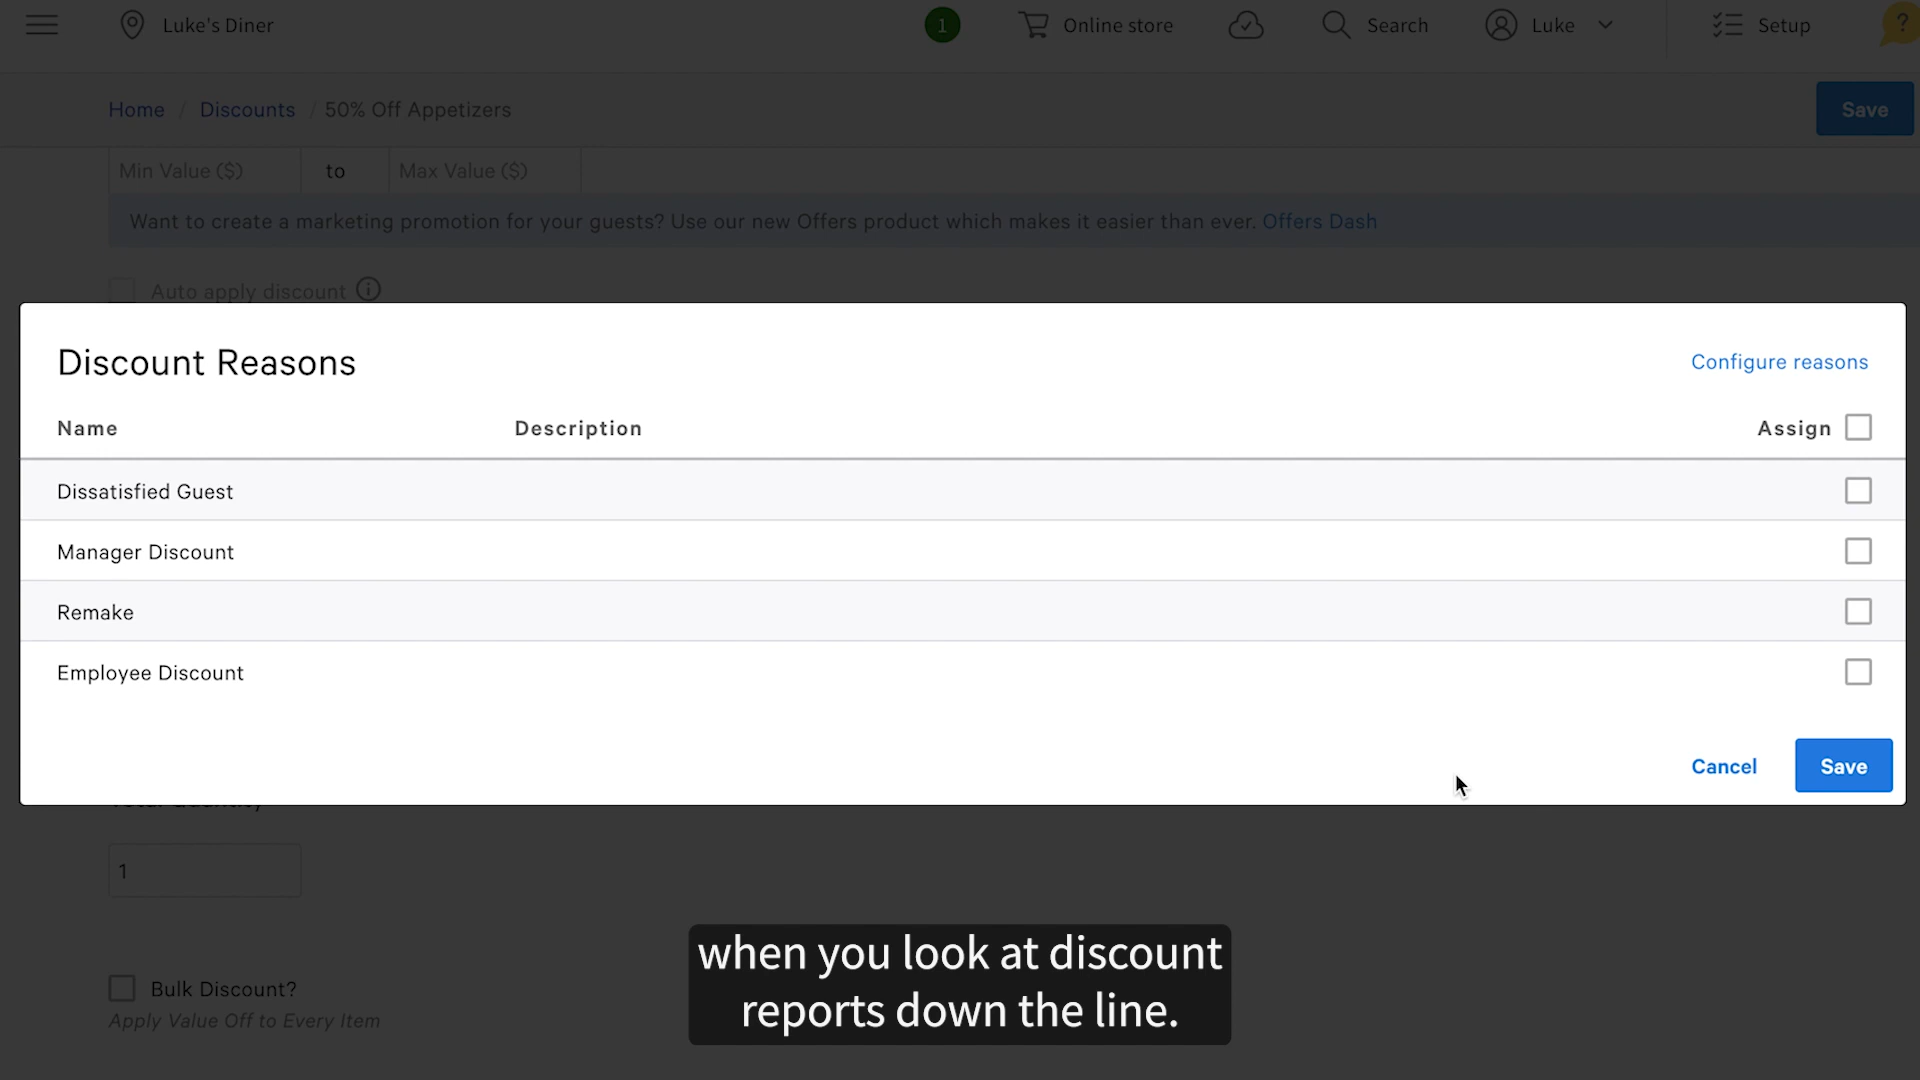 Luke's Diner
1
Online store
Search
Luke
Setup
?
Home / Discounts / 50% Off Appetizers
Save
Min Value ($) to Max Value ($)
Want to create a marketing promotion for your guests? Use our new Offers product which makes it easier than ever. Offers Dash
Auto apply discount
Discount Reasons
Configure reasons
Name Description Assign
Dissatisfied Guest
Manager Discount
Remake
Employee Discount
Cancel Save
Total Quantity
1
Bulk Discount?
Apply Value Off to Every Item
when you look at discount
reports down the line.